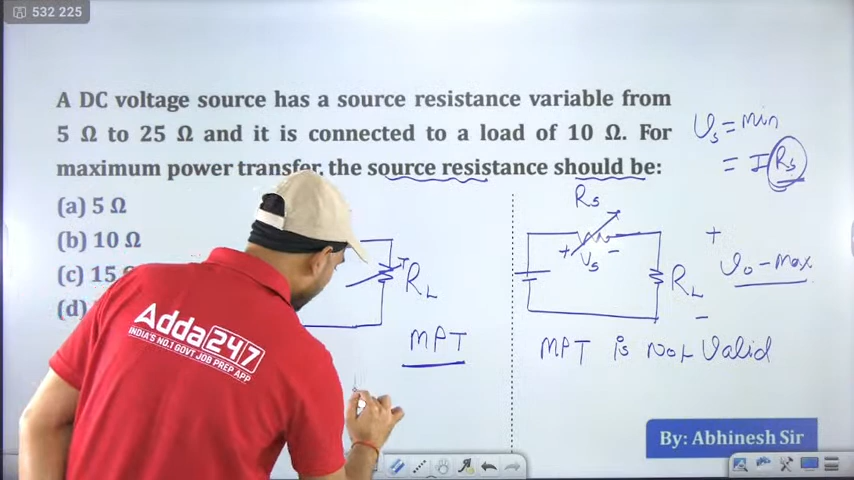 532 225
A DC voltage source has a source resistance variable from
5 Ω to 25 Ω and it is connected to a load of 10 Ω. For
maximum power transfer, the source resistance should be:
(a) 5 Ω
(b) 10 Ω
(c) 15
(d)
Vs = min
= I Rs
Rs
+ Vs -
RL
+
Vo - max
-
RL
MPT
MPT is Not Valid
Adda247
INDIA'S NO.1 GOVT JOB PREP APP
By: Abhinesh Sir